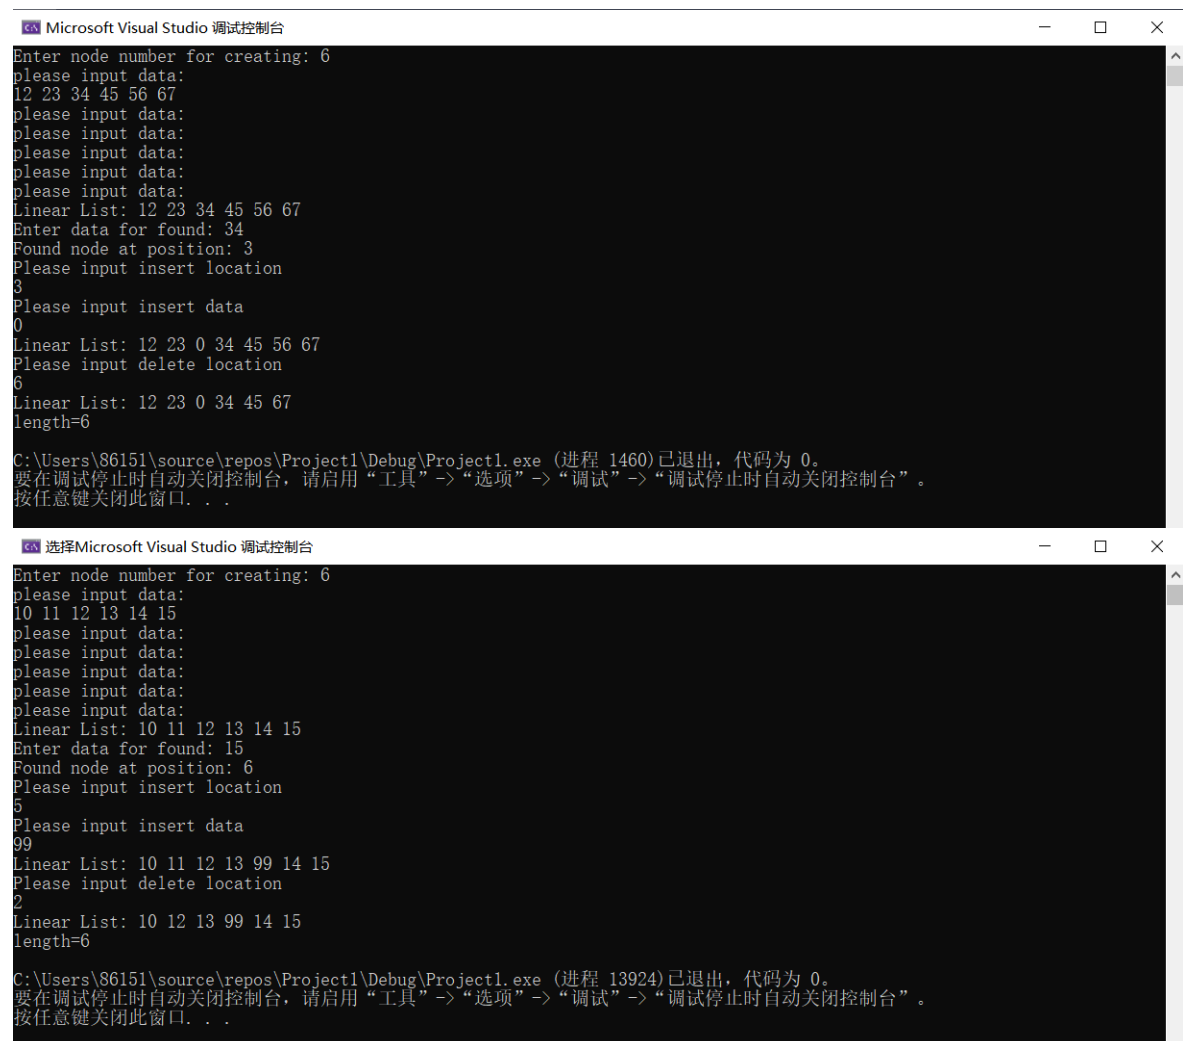 Microsoft Visual Studio 调试控制台
Enter node number for creating: 6
please input data:
12 23 34 45 56 67
please input data:
please input data:
please input data:
please input data:
please input data:
Linear List: 12 23 34 45 56 67
Enter data for found: 34
Found node at position: 3
Please input insert location
3
Please input insert data
0
Linear List: 12 23 0 34 45 56 67
Please input delete location
6
Linear List: 12 23 0 34 45 67
length=6
C:\Users\86151\source\repos\Project1\Debug\Project1.exe (进程 1460)已退出，代码为 0。
要在调试停止时自动关闭控制台，请启用“工具”->“选项”->“调试”->“调试停止时自动关闭控制台”。
按任意键关闭此窗口. . .
选择Microsoft Visual Studio 调试控制台
Enter node number for creating: 6
please input data:
10 11 12 13 14 15
please input data:
please input data:
please input data:
please input data:
please input data:
Linear List: 10 11 12 13 14 15
Enter data for found: 15
Found node at position: 6
Please input insert location
5
Please input insert data
99
Linear List: 10 11 12 13 99 14 15
Please input delete location
2
Linear List: 10 12 13 99 14 15
length=6
C:\Users\86151\source\repos\Project1\Debug\Project1.exe (进程 13924)已退出，代码为 0。
要在调试停止时自动关闭控制台，请启用“工具”->“选项”->“调试”->“调试停止时自动关闭控制台”。
按任意键关闭此窗口. . .